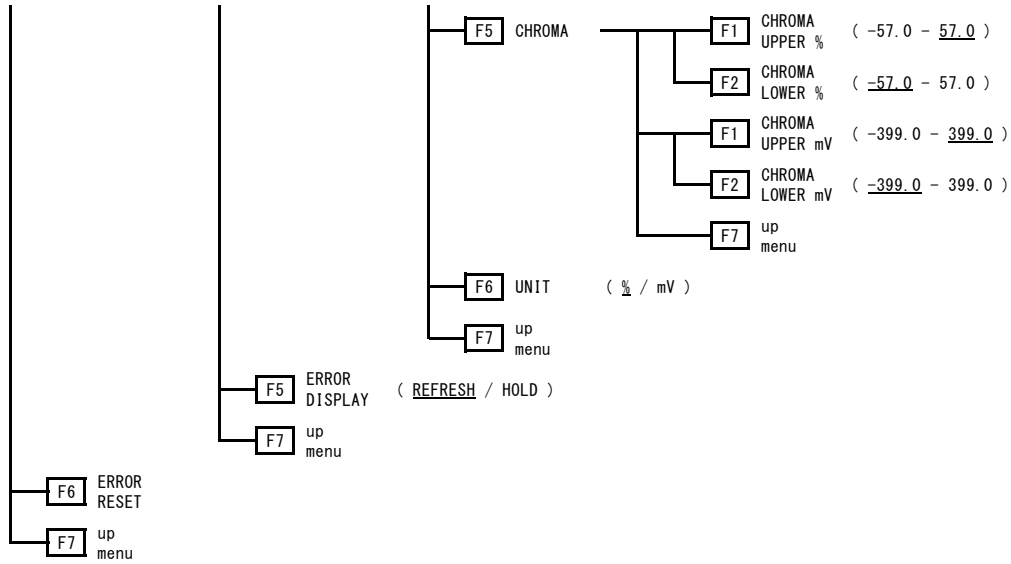 F5 CHROMA
F1 CHROMA
UPPER % ( -57.0 - 57.0 )
F2 CHROMA
LOWER % ( -57.0 - 57.0 )
F1 CHROMA
UPPER mV ( -399.0 - 399.0 )
F2 CHROMA
LOWER mV ( -399.0 - 399.0 )
F7 up
menu
F6 UNIT ( % / mV )
F7 up
menu
F5 ERROR
DISPLAY ( REFRESH / HOLD )
F7 up
menu
F6 ERROR
RESET
F7 up
menu